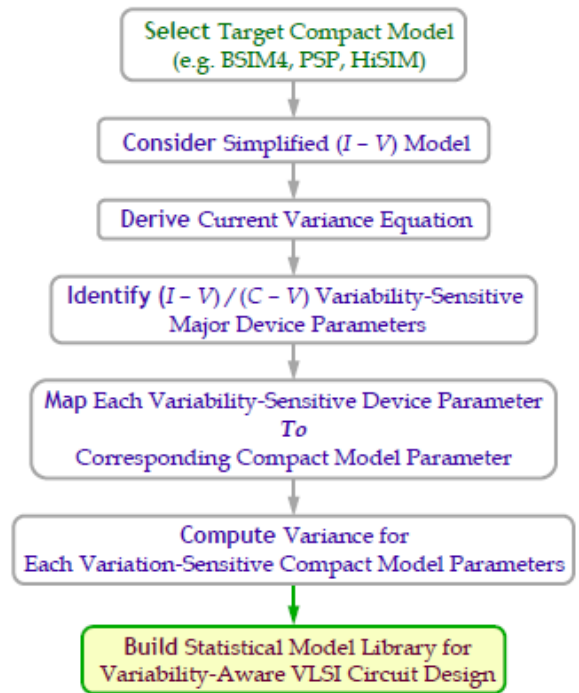 Select Target Compact Model
(e.g. BSIM4, PSP, HiSIM)
Consider Simplified (I – V) Model
Derive Current Variance Equation
Identify (I – V) / (C – V) Variability-Sensitive
Major Device Parameters
Map Each Variability-Sensitive Device Parameter
To
Corresponding Compact Model Parameter
Compute Variance for
Each Variation-Sensitive Compact Model Parameters
Build Statistical Model Library for
Variability-Aware VLSI Circuit Design